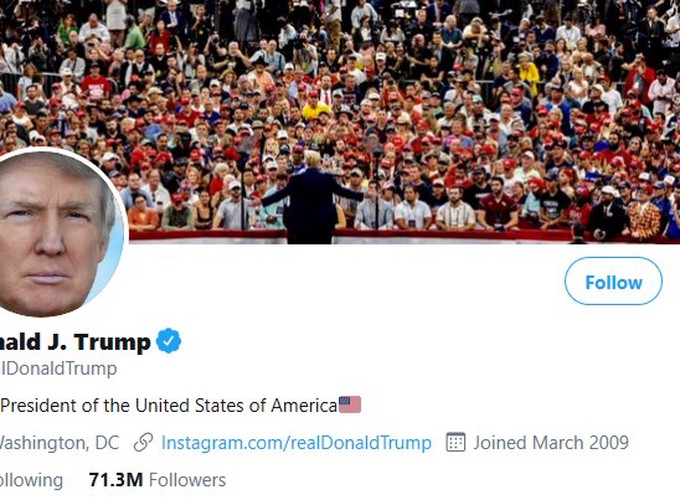 nald J. Trump
lDonaldTrump
President of the United States of America
Washington, DC Instagram.com/realDonaldTrump Joined March 2009
ollowing 71.3M Followers
Follow